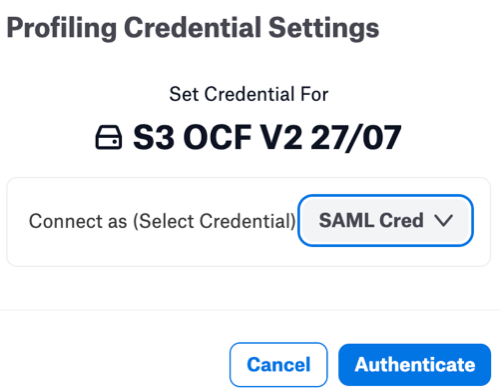 Profiling Credential Settings
Set Credential For
S3 OCF V2 27/07
Connect as (Select Credential) SAML Cred
Cancel Authenticate